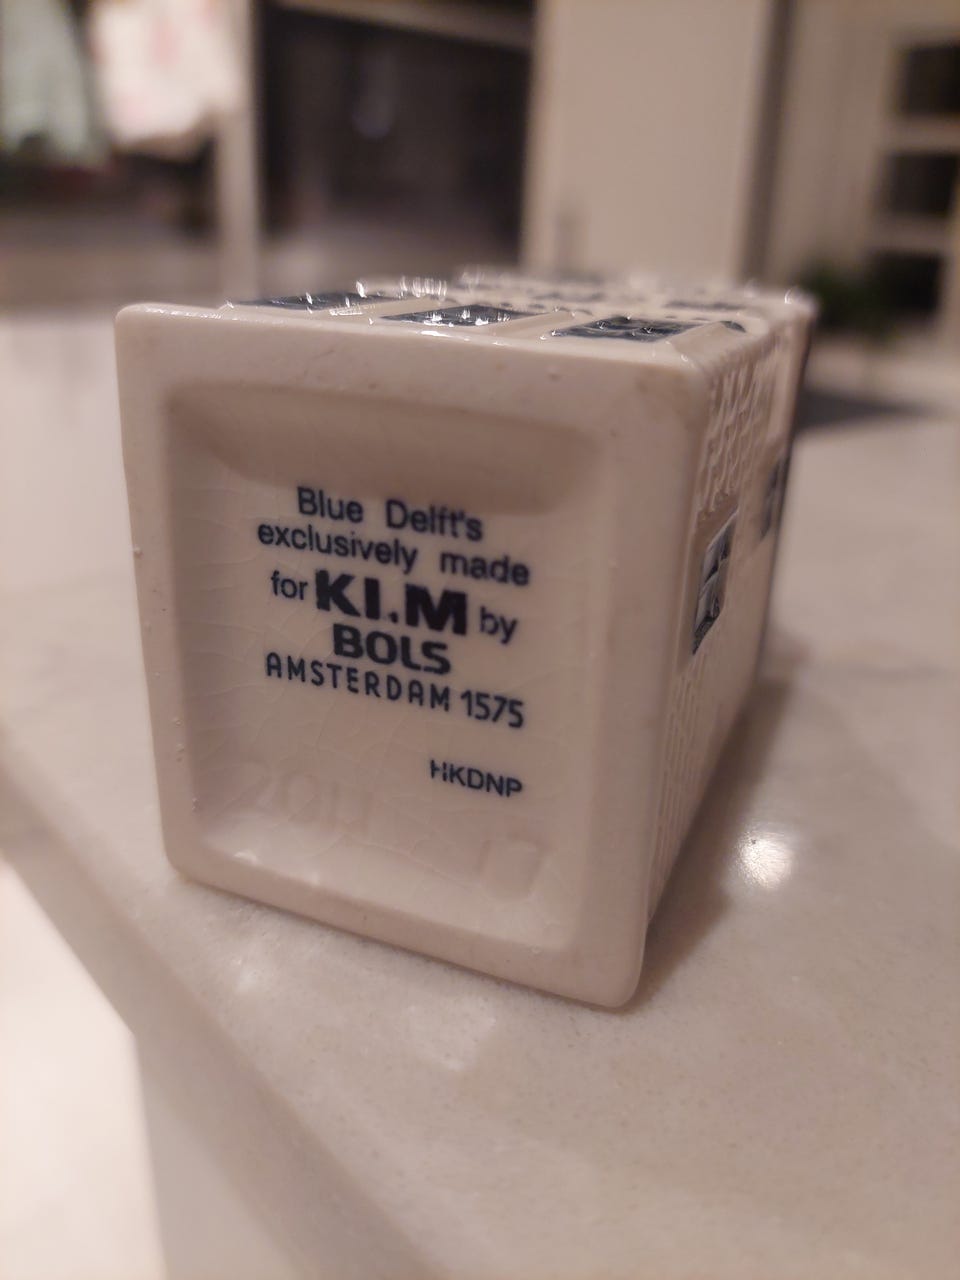 Blue Delft's
exclusively made
for KLM by
BOLS
AMSTERDAM 1575
HKDNP